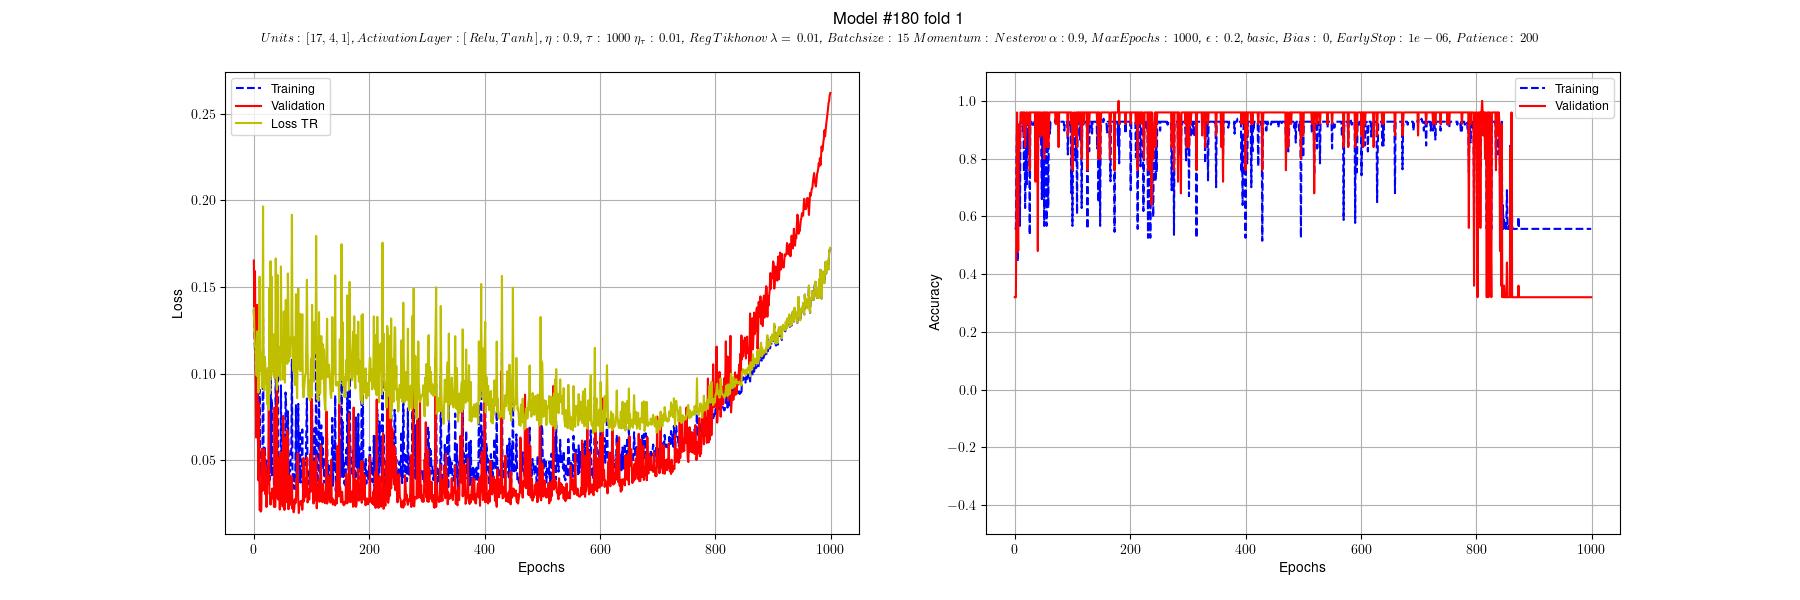 Model #180 fold 1
Units : [17, 4, 1], ActivationLayer : [ Relu, Tanh ], η : 0.9, τ : 1000 ητ : 0.01, Reg Tikhonov λ = 0.01, Batchsize : 15 Momentum : Nesterov α : 0.9, MaxEpochs : 1000, ϵ : 0.2, basic, Bias : 0, EarlyStop : 1e − 06, Patience : 200
Training
Validation
Loss TR
0.25
0.20
0.15
0.10
0.05
Loss
0 200 400 600 800 1000
Epochs
Training
Validation
1.0
0.8
0.6
0.4
0.2
0.0
−0.2
−0.4
Accuracy
0 200 400 600 800 1000
Epochs